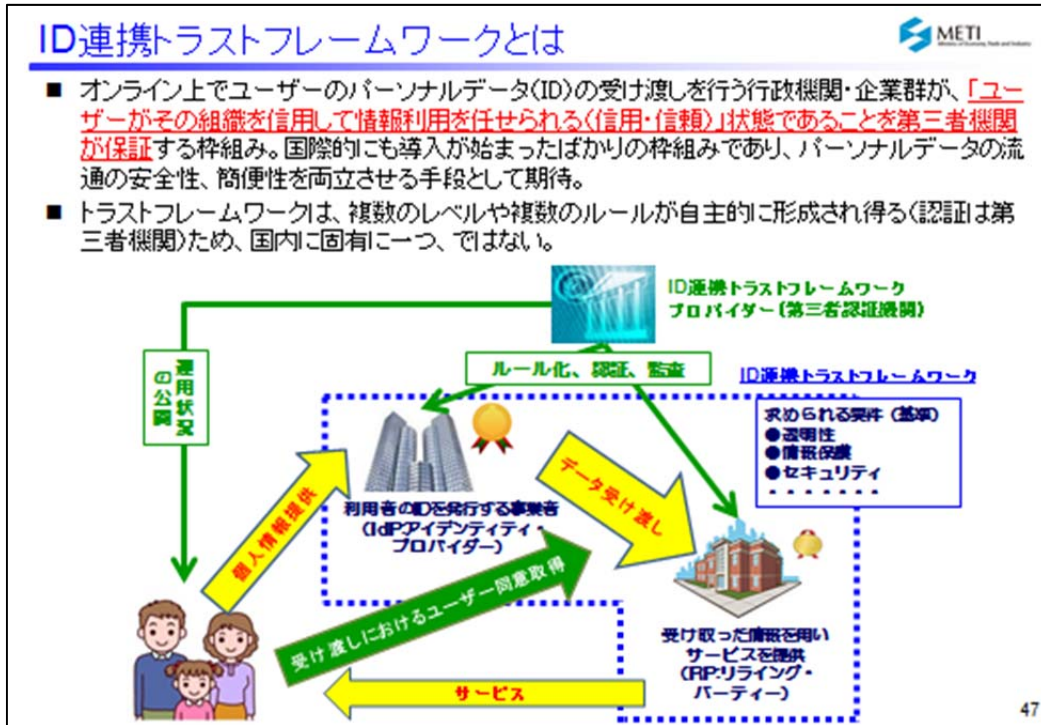 ID連携トラストフレームワークとは
METI
Ministry of Economy, Trade and Industry
■ オンライン上でユーザーのパーソナルデータ(ID)の受け渡しを行う行政機関・企業群が、「ユー
ザーがその組織を信用して情報利用を任せられる(信用・信頼)」状態であることを第三者機関
が保証する枠組み。国際的にも導入が始まったばかりの枠組みであり、パーソナルデータの流
通の安全性、簡便性を両立させる手段として期待。
■ トラストフレームワークは、複数のレベルや複数のルールが自主的に形成され得る(認証は第
三者機関)ため、国内に固有に一つ、ではない。
ID連携トラストフレームワーク
プロバイダー(第三者認証機関)
運用状況
の公開
ルール化、認証、監査
ID連携トラストフレームワーク
求められる要件(基準)
●透明性
●情報保護
●セキュリティ
・・・・・・・
個人情報提供
利用者のIDを発行する事業者
(IdP:アイデンティティ・
プロバイダー)
データ受け渡し
受け渡しにおけるユーザー同意取得
受け取った情報を用い
サービスを提供
(RP:リライング・
パーティー)
サービス
47